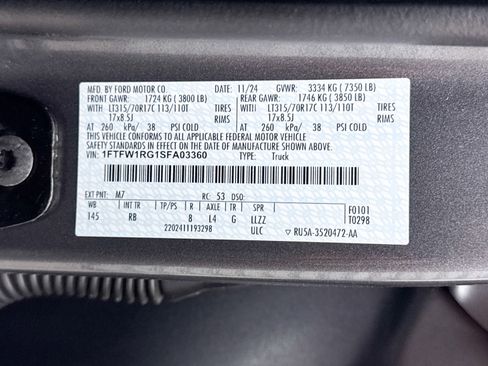 MFD. BY FORD MOTOR CO. 11/24 GVWR: 3334 KG ( 7350 LB)
FRONT GAWR: 1724 KG ( 3800 LB) REAR GAWR: 1746 KG ( 3850 LB)
WITH LT315/70R17C 113/110T TIRES WITH LT315/70R17C 113/110T TIRES
17x8.5J RIMS 17x8.5J RIMS
AT 260 kPa/ 38 PSI COLD AT 260 kPa/ 38 PSI COLD
THIS VEHICLE CONFORMS TO ALL APPLICABLE FEDERAL MOTOR VEHICLE
SAFETY STANDARDS IN EFFECT ON THE DATE OF MANUFACTURE SHOWN ABOVE.
VIN: 1FTFW1RG1SFA03360 TYPE: Truck
EXT PNT: M7 RC: 53 DSO:
WB INT TR TP/PS R AXLE TR SPR F0101
145 RB 8 L4 G LLZZ T0298
2202411193298 ULC ▽ RU5A-3520472-AA